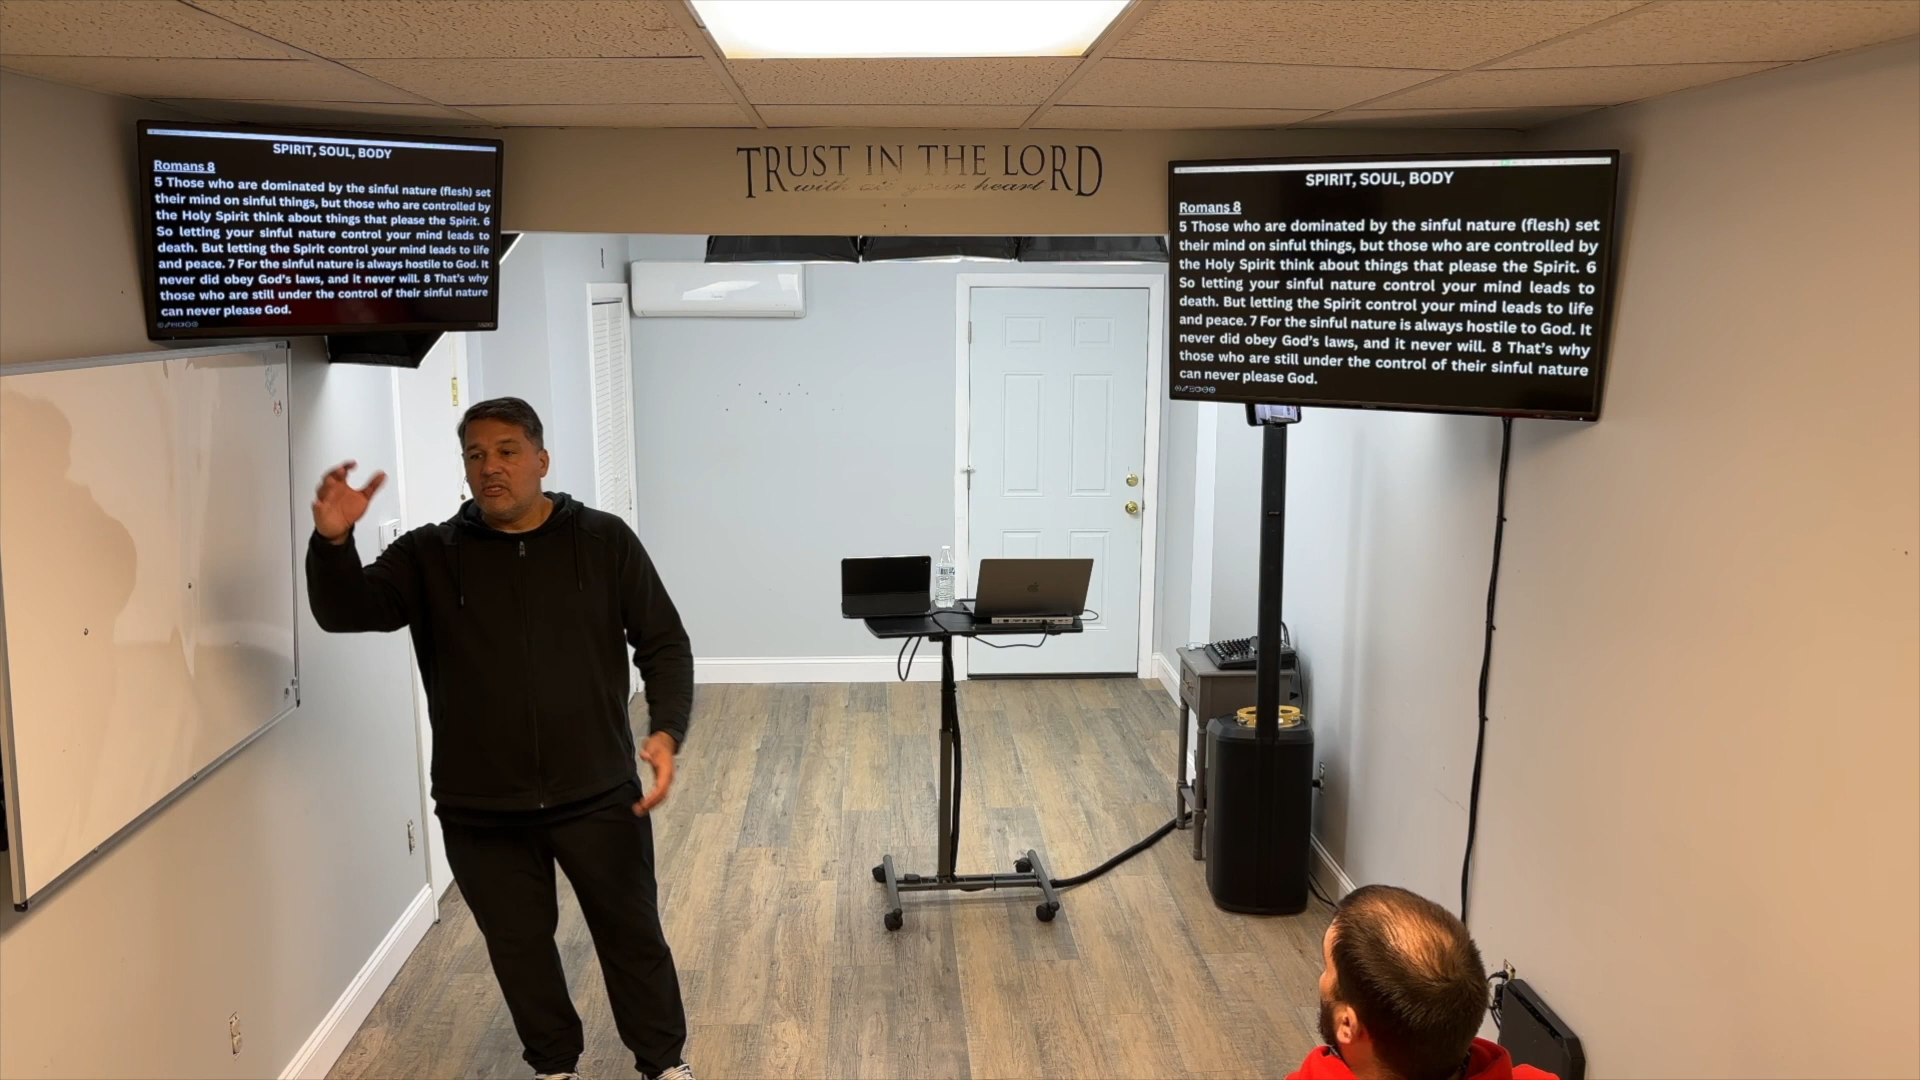 SPIRIT, SOUL, BODY
Romans 8
5 Those who are dominated by the sinful nature (flesh) set
their mind on sinful things, but those who are controlled by
the Holy Spirit think about things that please the Spirit. 6
So letting your sinful nature control your mind leads to
death. But letting the Spirit control your mind leads to life
and peace. 7 For the sinful nature is always hostile to God. It
never did obey God's laws, and it never will. 8 That's why
those who are still under the control of their sinful nature
can never please God.
TRUST IN THE LORD
with all your heart
SPIRIT, SOUL, BODY
Romans 8
5 Those who are dominated by the sinful nature (flesh) set
their mind on sinful things, but those who are controlled by
the Holy Spirit think about things that please the Spirit. 6
So letting your sinful nature control your mind leads to
death. But letting the Spirit control your mind leads to life
and peace. 7 For the sinful nature is always hostile to God. It
never did obey God's laws, and it never will. 8 That's why
those who are still under the control of their sinful nature
can never please God.